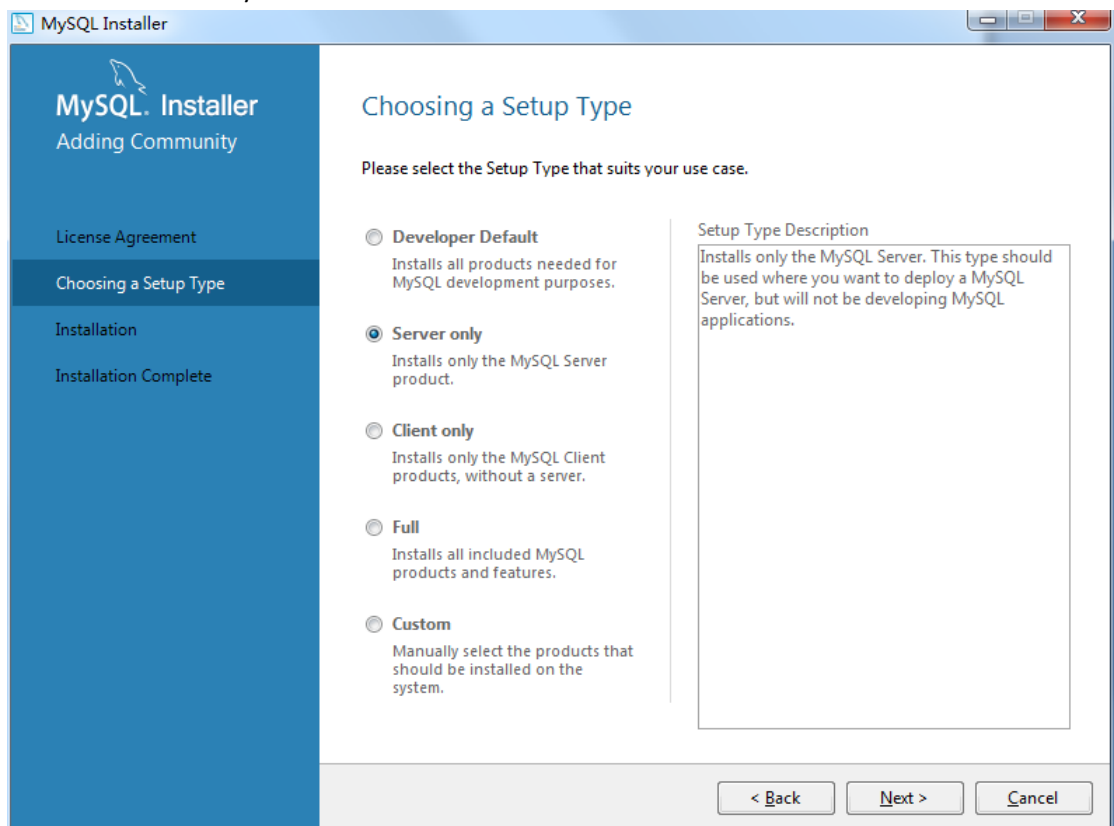 MySQL Installer
MySQL. Installer
Adding Community
License Agreement
Choosing a Setup Type
Installation
Installation Complete
Choosing a Setup Type
Please select the Setup Type that suits your use case.
Developer Default
Installs all products needed for
MySQL development purposes.
Server only
Installs only the MySQL Server
product.
Client only
Installs only the MySQL Client
products, without a server.
Full
Installs all included MySQL
products and features.
Custom
Manually select the products that
should be installed on the
system.
Setup Type Description
Installs only the MySQL Server. This type should
be used where you want to deploy a MySQL
Server, but will not be developing MySQL
applications.
< Back
Next >
Cancel